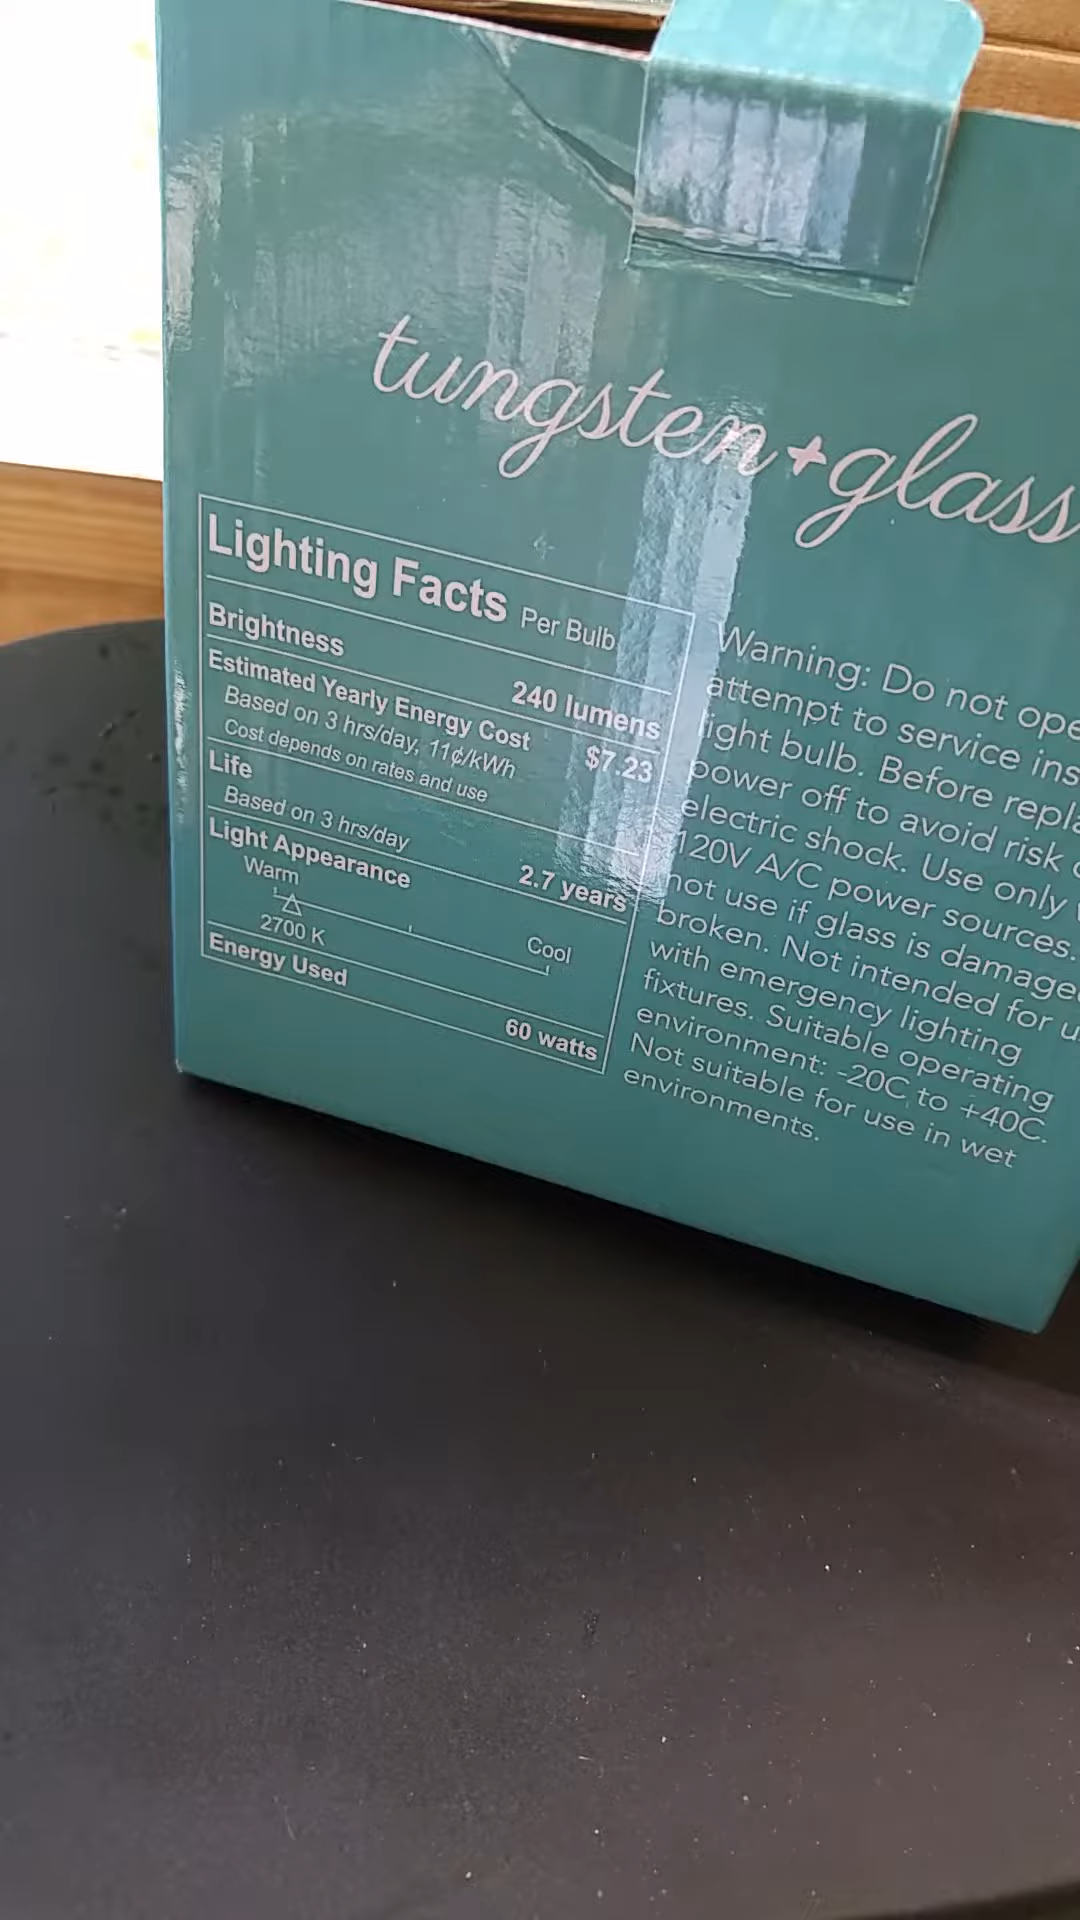 tungsten+glass
Lighting Facts Per Bulb
Brightness 240 lumens
Estimated Yearly Energy Cost $7.23
Based on 3 hrs/day, 11¢/kWh
Cost depends on rates and use
Life
Based on 3 hrs/day 2.7 years
Light Appearance
Warm Cool
2700 K
Energy Used 60 watts
Warning: Do not ope
attempt to service ins
light bulb. Before repla
power off to avoid risk
electric shock. Use only
120V A/C power sources.
not use if glass is damage
broken. Not intended for u
with emergency lighting
fixtures. Suitable operating
environment: -20C to +40C.
Not suitable for use in wet
environments.